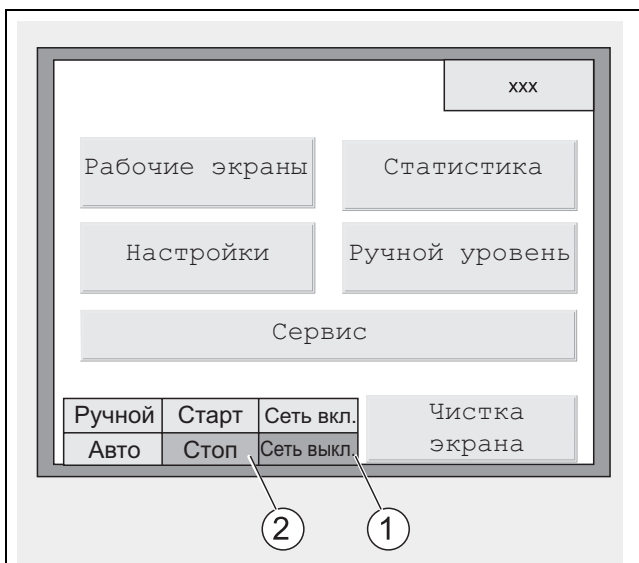 xxx
Рабочие экраны Статистика
Настройки Ручной уровень
Сервис
Ручной Старт Сеть вкл. Чистка
Авто Стоп Сеть выкл. экрана
2 1